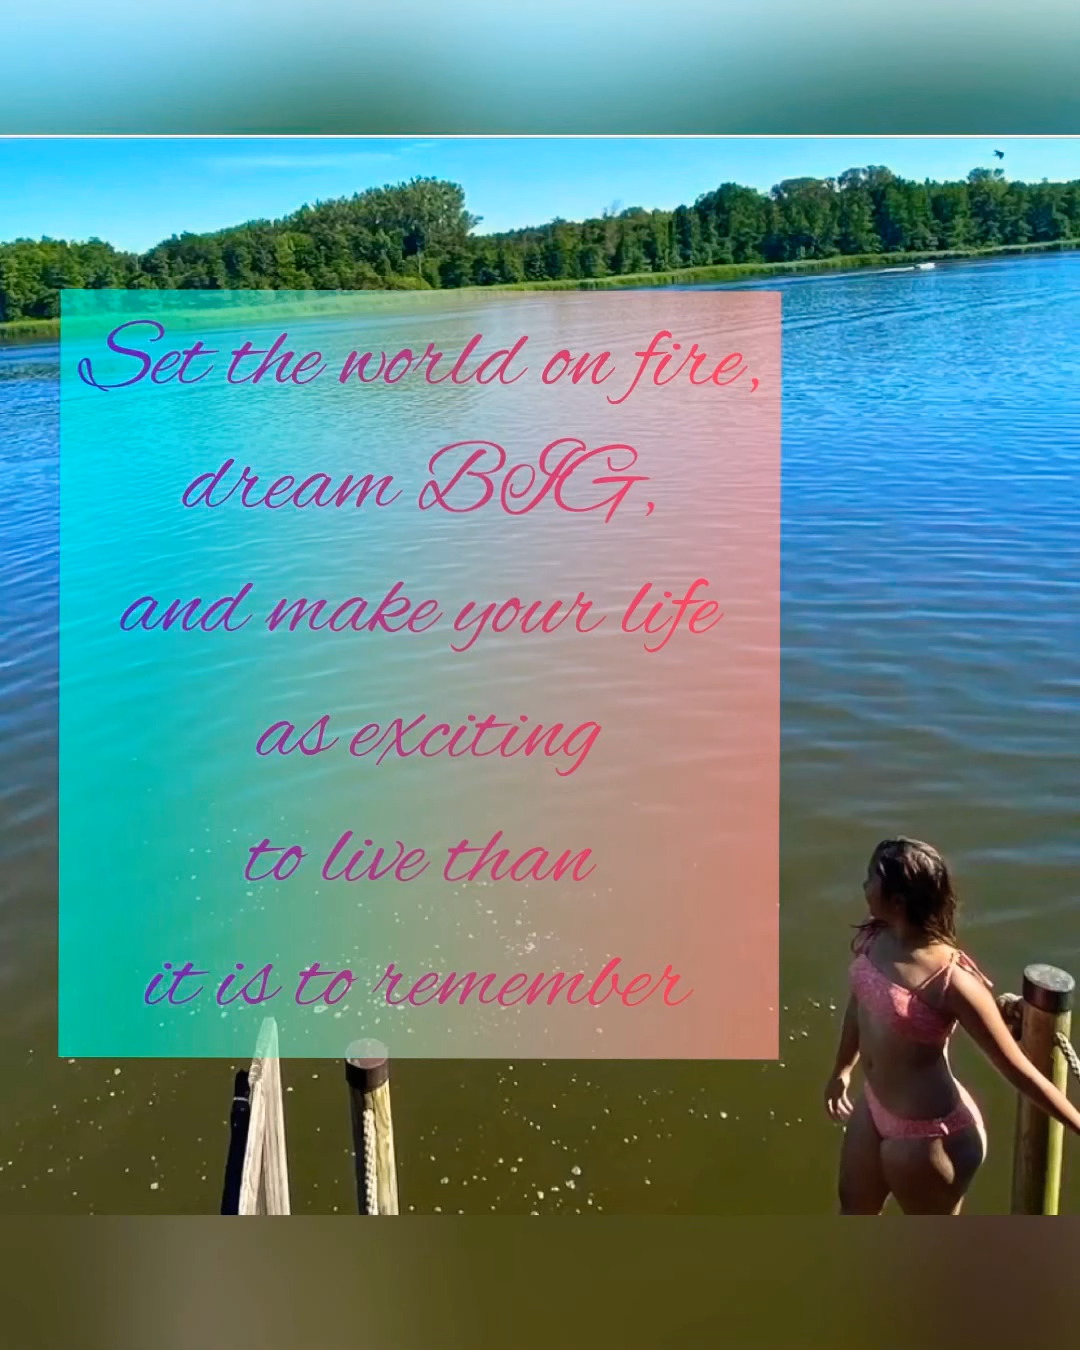 Set the world on fire,
dream BIG,
and make your life
as exciting
to live than
it is to remember